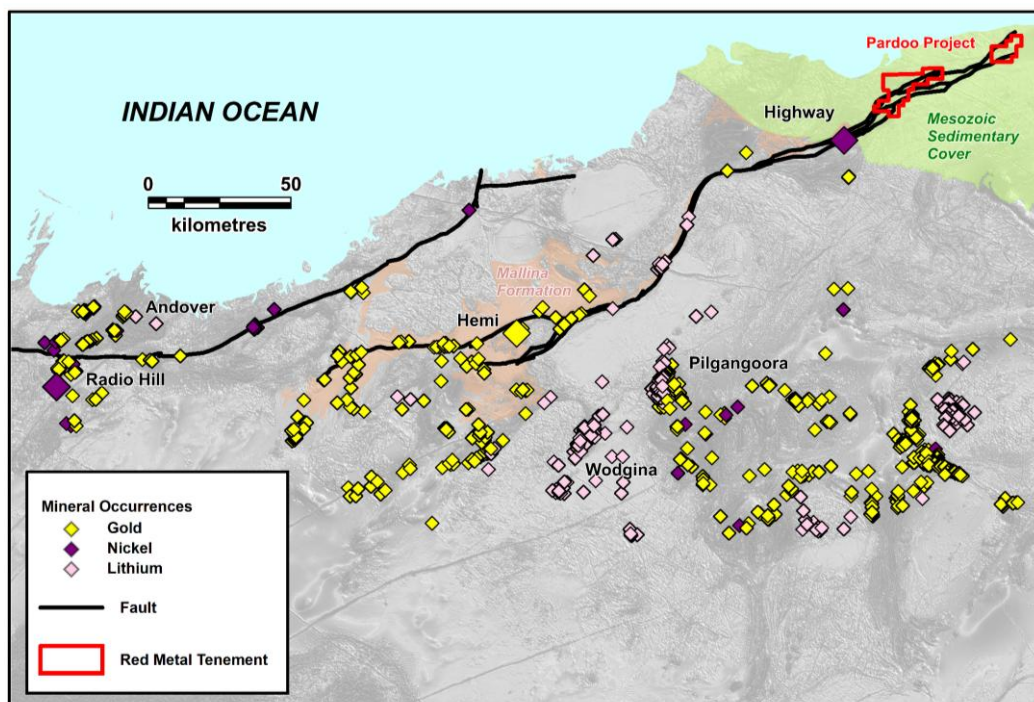 Pardoo Project
INDIAN OCEAN
Highway
Mesozoic
Sedimentary
Cover
0 50
kilometres
Mallina
Formation
Andover
Hemi
Radio Hill
Pilgangoora
Wodgina
Mineral Occurrences
Gold
Nickel
Lithium
Fault
Red Metal Tenement